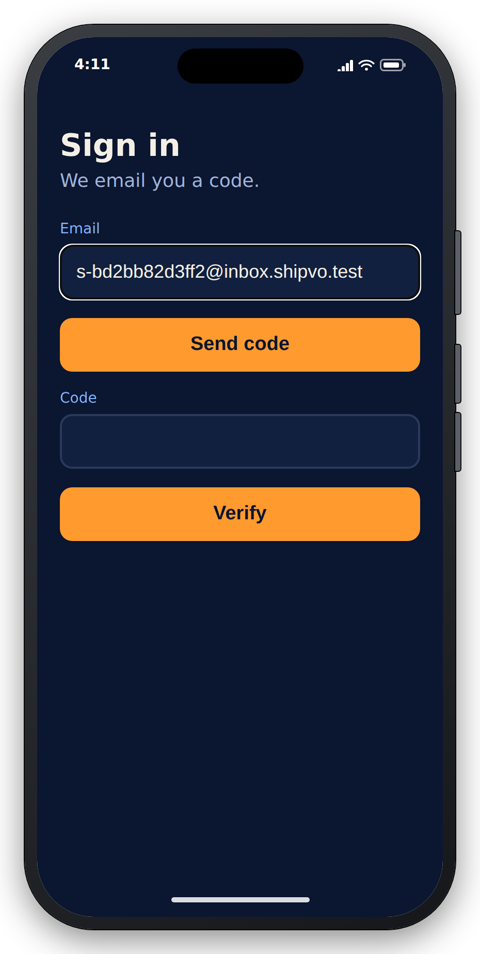 4:11
Sign in
We email you a code.
Email
s-bd2bb82d3ff2@inbox.shipvo.test
Send code
Code
Verify